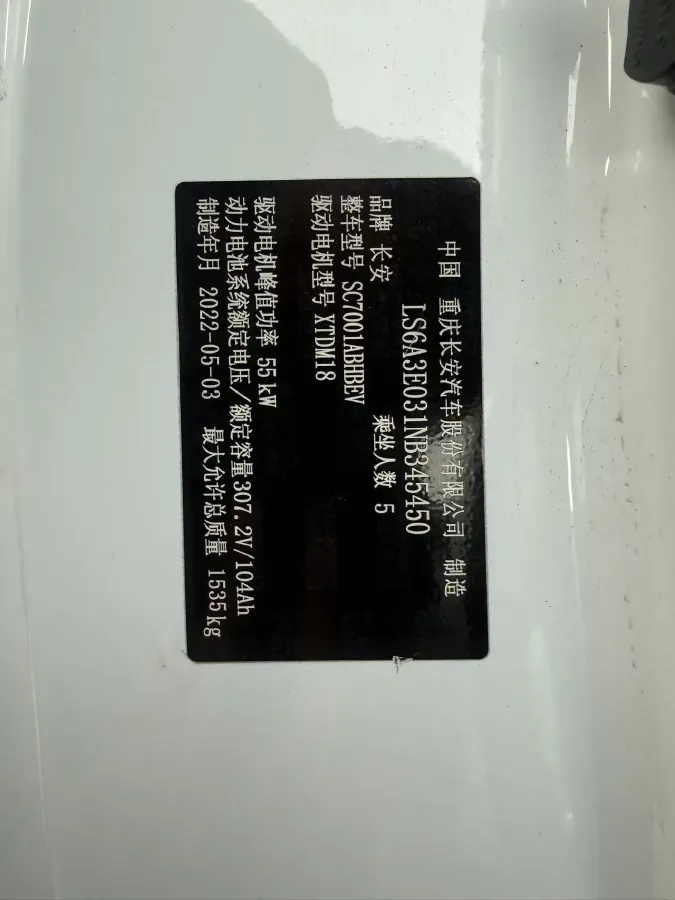 中国 重庆长安汽车股份有限公司 制造
LS6A3E031NB345450
品牌 长安 乘坐人数 5
整车型号 SC7001ABHBEV
驱动电机型号 XTDM18
驱动电机峰值功率 55 kW
动力电池系统额定电压/额定容量 307.2V/104Ah
制造年月 2022-05-03 最大允许总质量 1535kg